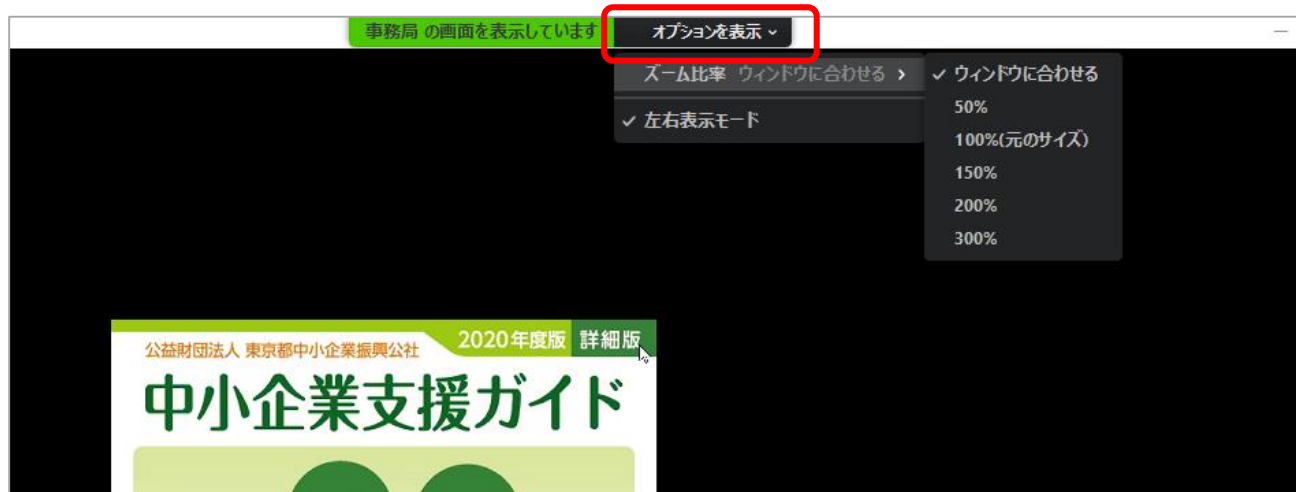 事務局 の画面を表示しています オプションを表示
ズーム比率 ウィンドウに合わせる
左右表示モード
ウィンドウに合わせる
50%
100%(元のサイズ)
150%
200%
300%
公益財団法人 東京都中小企業振興公社
2020年度版 詳細版
中小企業支援ガイド